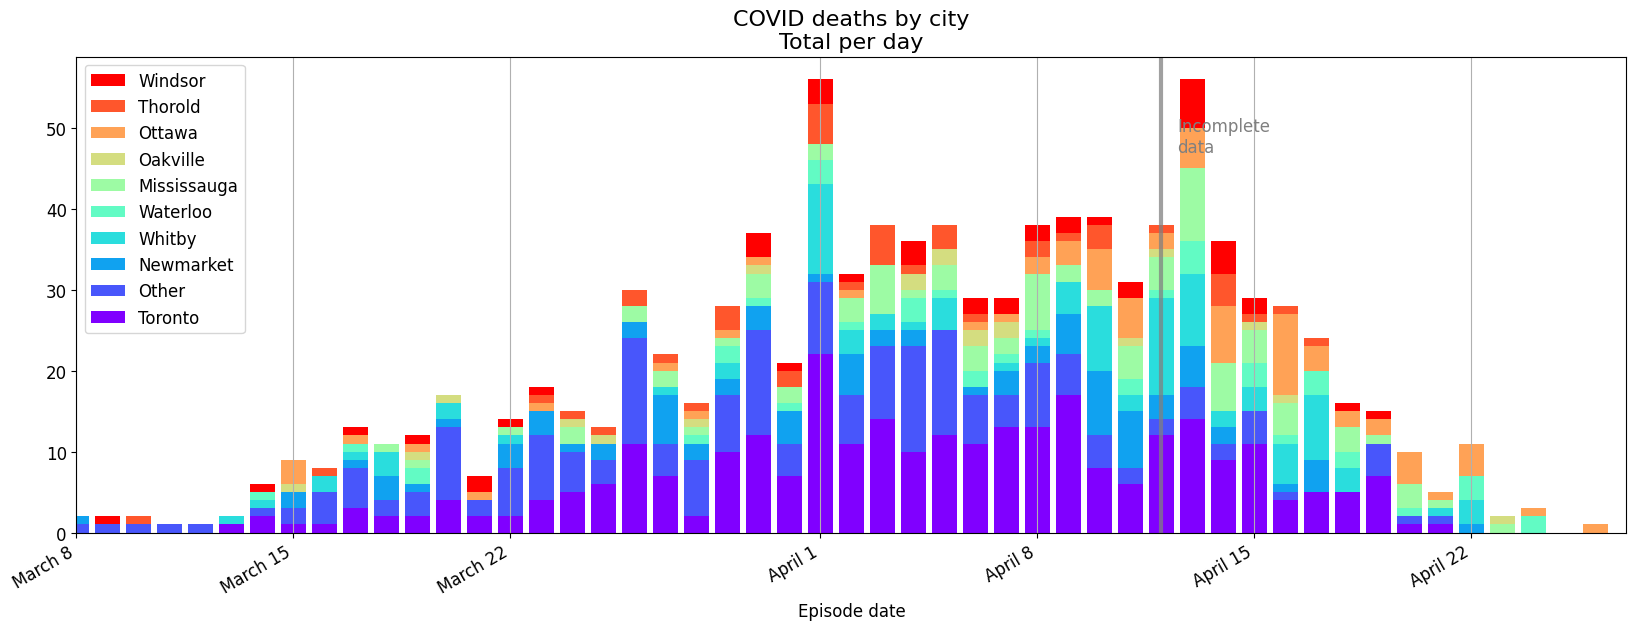 COVID deaths by city
Total per day
Windsor
Thorold
Ottawa
Oakville
Mississauga
Waterloo
Whitby
Newmarket
Other
Toronto
Incomplete
data
50
40
30
20
10
0
March 8
March 15
March 22
April 1
April 8
April 15
April 22
Episode date